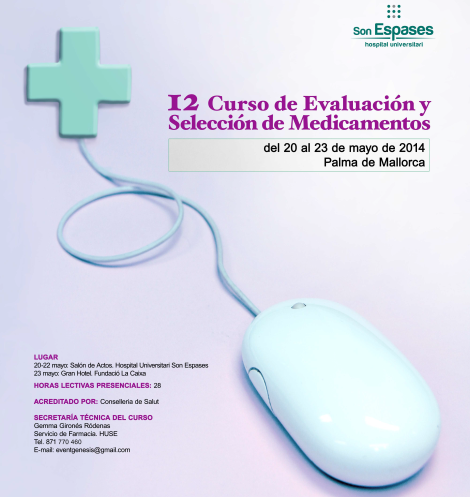 Son Espases
hospital universitari
12 Curso de Evaluación y
Selección de Medicamentos
del 20 al 23 de mayo de 2014
Palma de Mallorca
LUGAR
20-22 mayo: Salón de Actos. Hospital Universitari Son Espases
23 mayo: Gran Hotel. Fundació La Caixa
HORAS LECTIVAS PRESENCIALES: 28
ACREDITADO POR: Conselleria de Salut
SECRETARÍA TÉCNICA DEL CURSO
Gemma Gironés Ródenas
Servicio de Farmacia. HUSE
Tel. 871 770 460
E-mail: eventgenesis@gmail.com